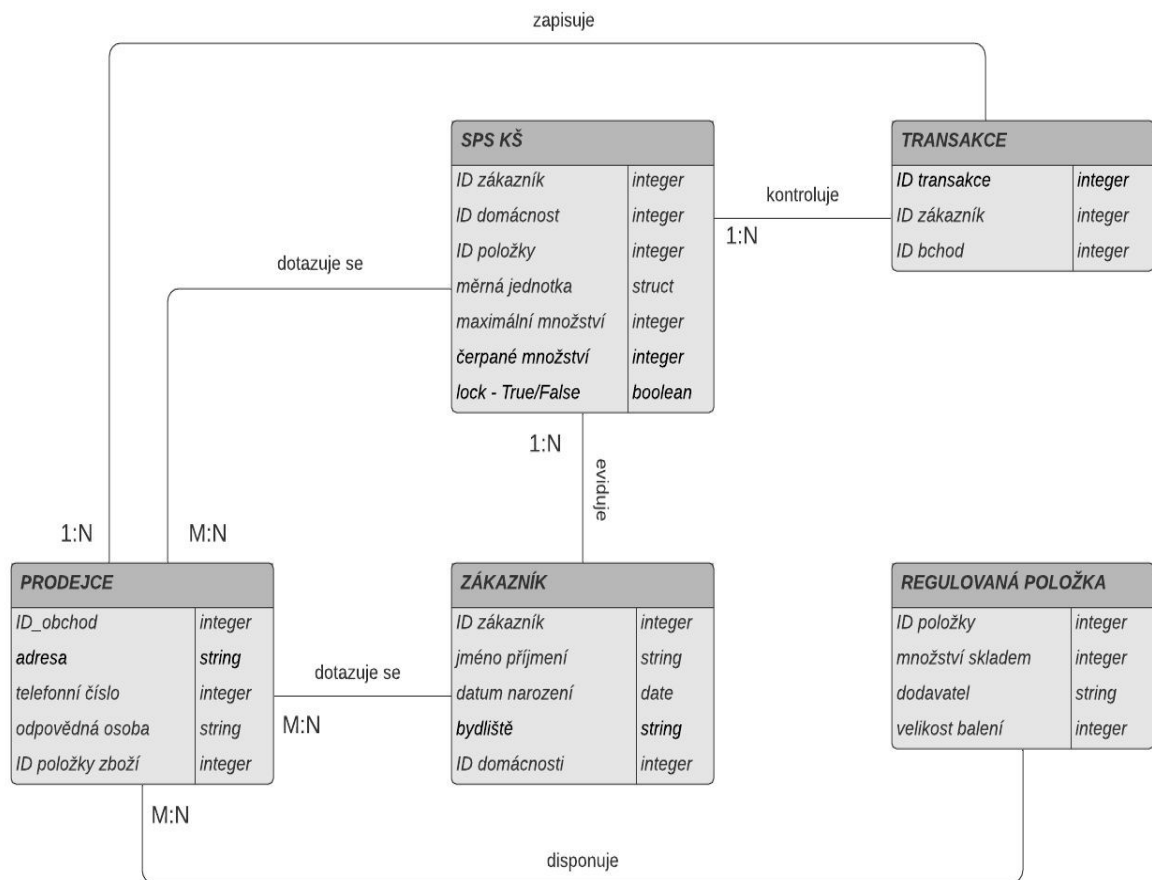 zapisuje
SPS KŠ
ID zákazník integer
ID domácnost integer
ID položky integer
měrná jednotka struct
maximální množství integer
čerpané množství integer
lock - True/False boolean
TRANSAKCE
ID transakce integer
ID zákazník integer
ID bchod integer
kontroluje
1:N
dotazuje se
1:N
eviduje
1:N
M:N
PRODEJCE
ID_obchod integer
adresa string
telefonní číslo integer
odpovědná osoba string
ID položky zboží integer
dotazuje se
M:N
ZÁKAZNÍK
ID zákazník integer
jméno příjmení string
datum narození date
bydliště string
ID domácnosti integer
REGULOVANÁ POLOŽKA
ID položky integer
množství skladem integer
dodavatel string
velikost balení integer
M:N
disponuje